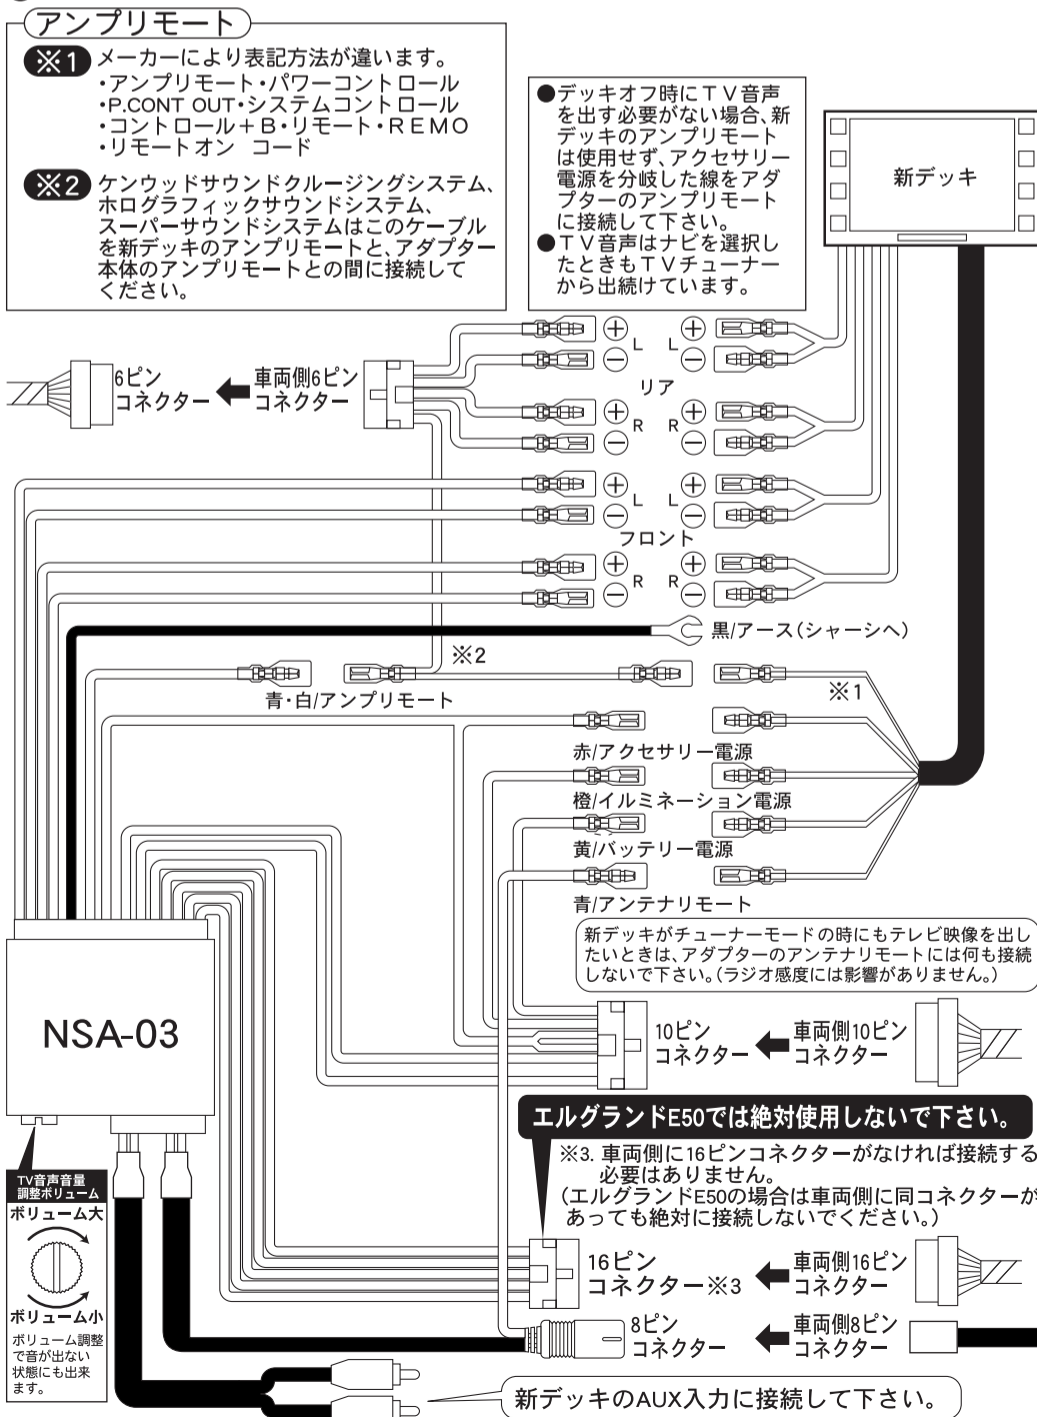 アンプリモート
※1 メーカーにより表記方法が違います。
・アンプリモート・パワーコントロール
・P.CONT OUT・システムコントロール
・コントロール＋B・リモート・REMO
・リモートオン コード
※2 ケンウッドサウンドクルージングシステム、
ホログラフィックサウンドシステム、
スーパーサウンドシステムはこのケーブル
を新デッキのアンプリモートと、アダプター
本体のアンプリモートとの間に接続して
ください。
●デッキオフ時にTV音声
を出す必要がない場合、新
デッキのアンプリモート
は使用せず、アクセサリー
電源を分岐した線をアダ
プターのアンプリモート
に接続して下さい。
●TV音声はナビを選択し
たときもTVチューナー
から出続けています。
新デッキ
6ピン
コネクター
車両側6ピン
コネクター
⊕ L L ⊕
⊖ ⊖
リア
⊕ R R ⊕
⊖ ⊖
⊕ L L ⊕
⊖ ⊖
フロント
⊕ R R ⊕
⊖ ⊖
黒/アース(シャーシへ)
※2
※1
青・白/アンプリモート
赤/アクセサリー電源
橙/イルミネーション電源
黄/バッテリー電源
青/アンテナリモート
新デッキがチューナーモードの時にもテレビ映像を出し
たいときは、アダプターのアンテナリモートには何も接続
しないで下さい。(ラジオ感度には影響がありません。)
NSA-03
10ピン
コネクター
車両側10ピン
コネクター
エルグランドE50では絶対使用しないで下さい。
※3. 車両側に16ピンコネクターがなければ接続する
必要はありません。
(エルグランドE50の場合は車両側に同コネクターが
あっても絶対に接続しないでください。)
TV音声音量
調整ボリューム
ボリューム大
ボリューム小
ボリューム調整
で音が出ない
状態にも出来
ます。
16ピン
コネクター※3
車両側16ピン
コネクター
8ピン
コネクター
車両側8ピン
コネクター
新デッキのAUX入力に接続して下さい。